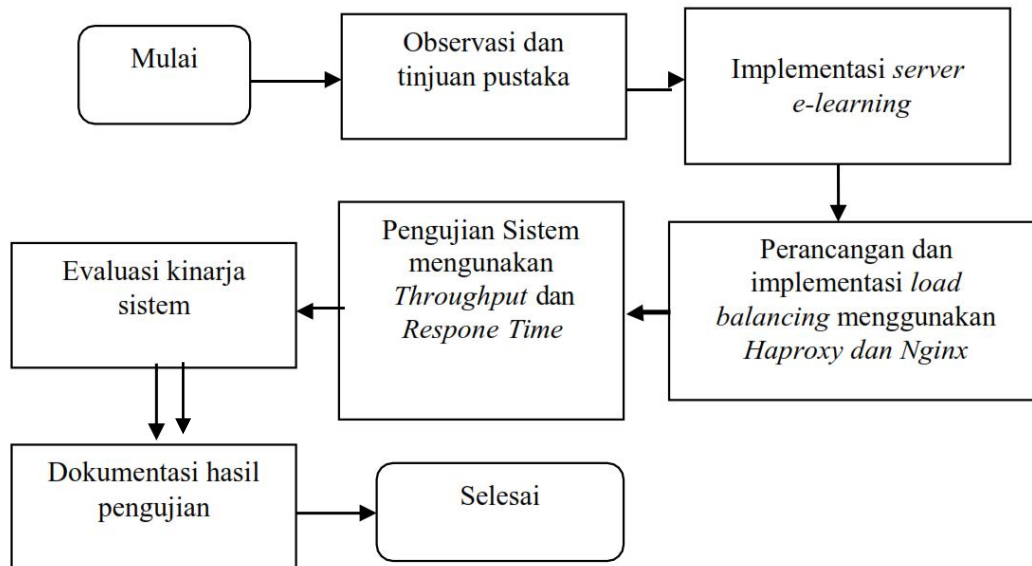 Mulai
Observasi dan
tinjuan pustaka
Implementasi server
e-learning
Perancangan dan
implementasi load
balancing menggunakan
Haproxy dan Nginx
Pengujian Sistem
mengunakan
Throughput dan
Respone Time
Evaluasi kinarja
sistem
Dokumentasi hasil
pengujian
Selesai